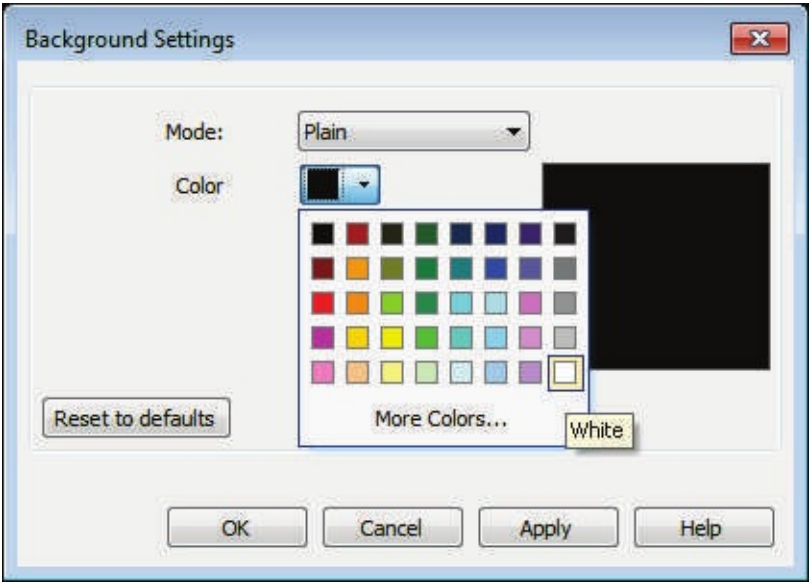 Background Settings
Mode:
Plain
Color
More Colors...
White
Reset to defaults
OK
Cancel
Apply
Help